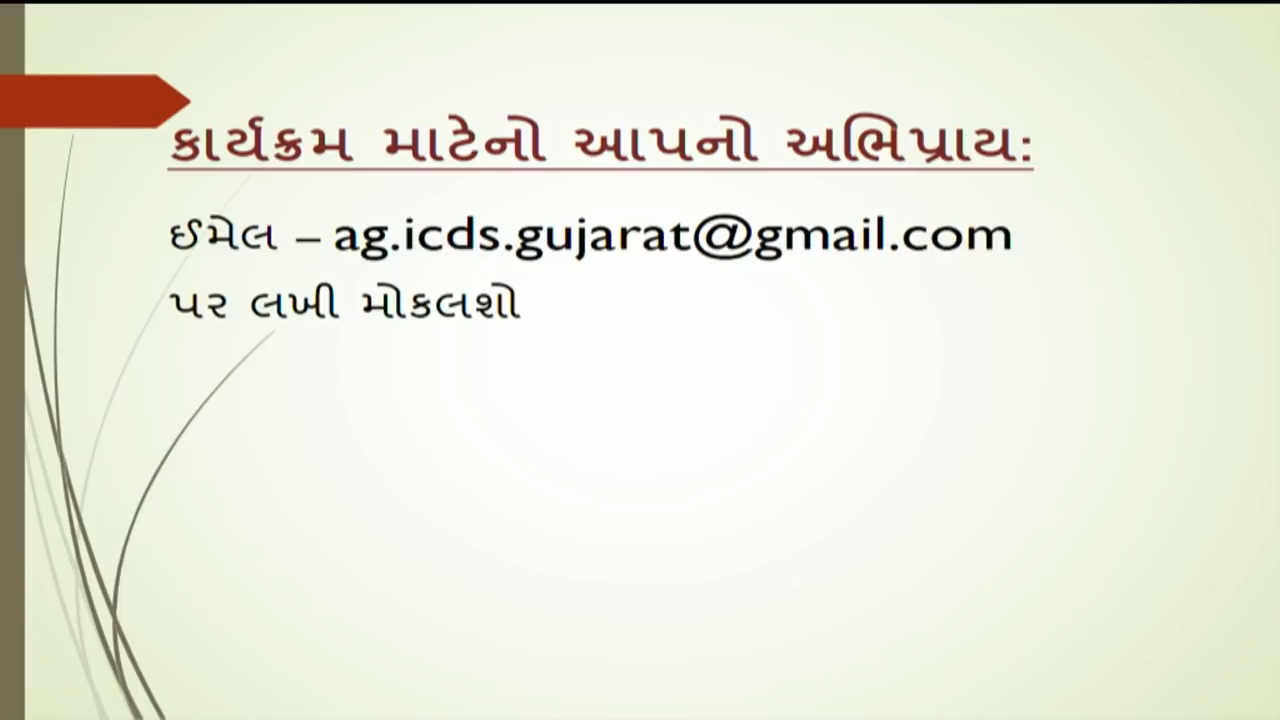 કાર્યક્રમ માટેનો આપનો અભિપ્રાય:
ઈમેલ – ag.icds.gujarat@gmail.com
પર લખી મોકલશો